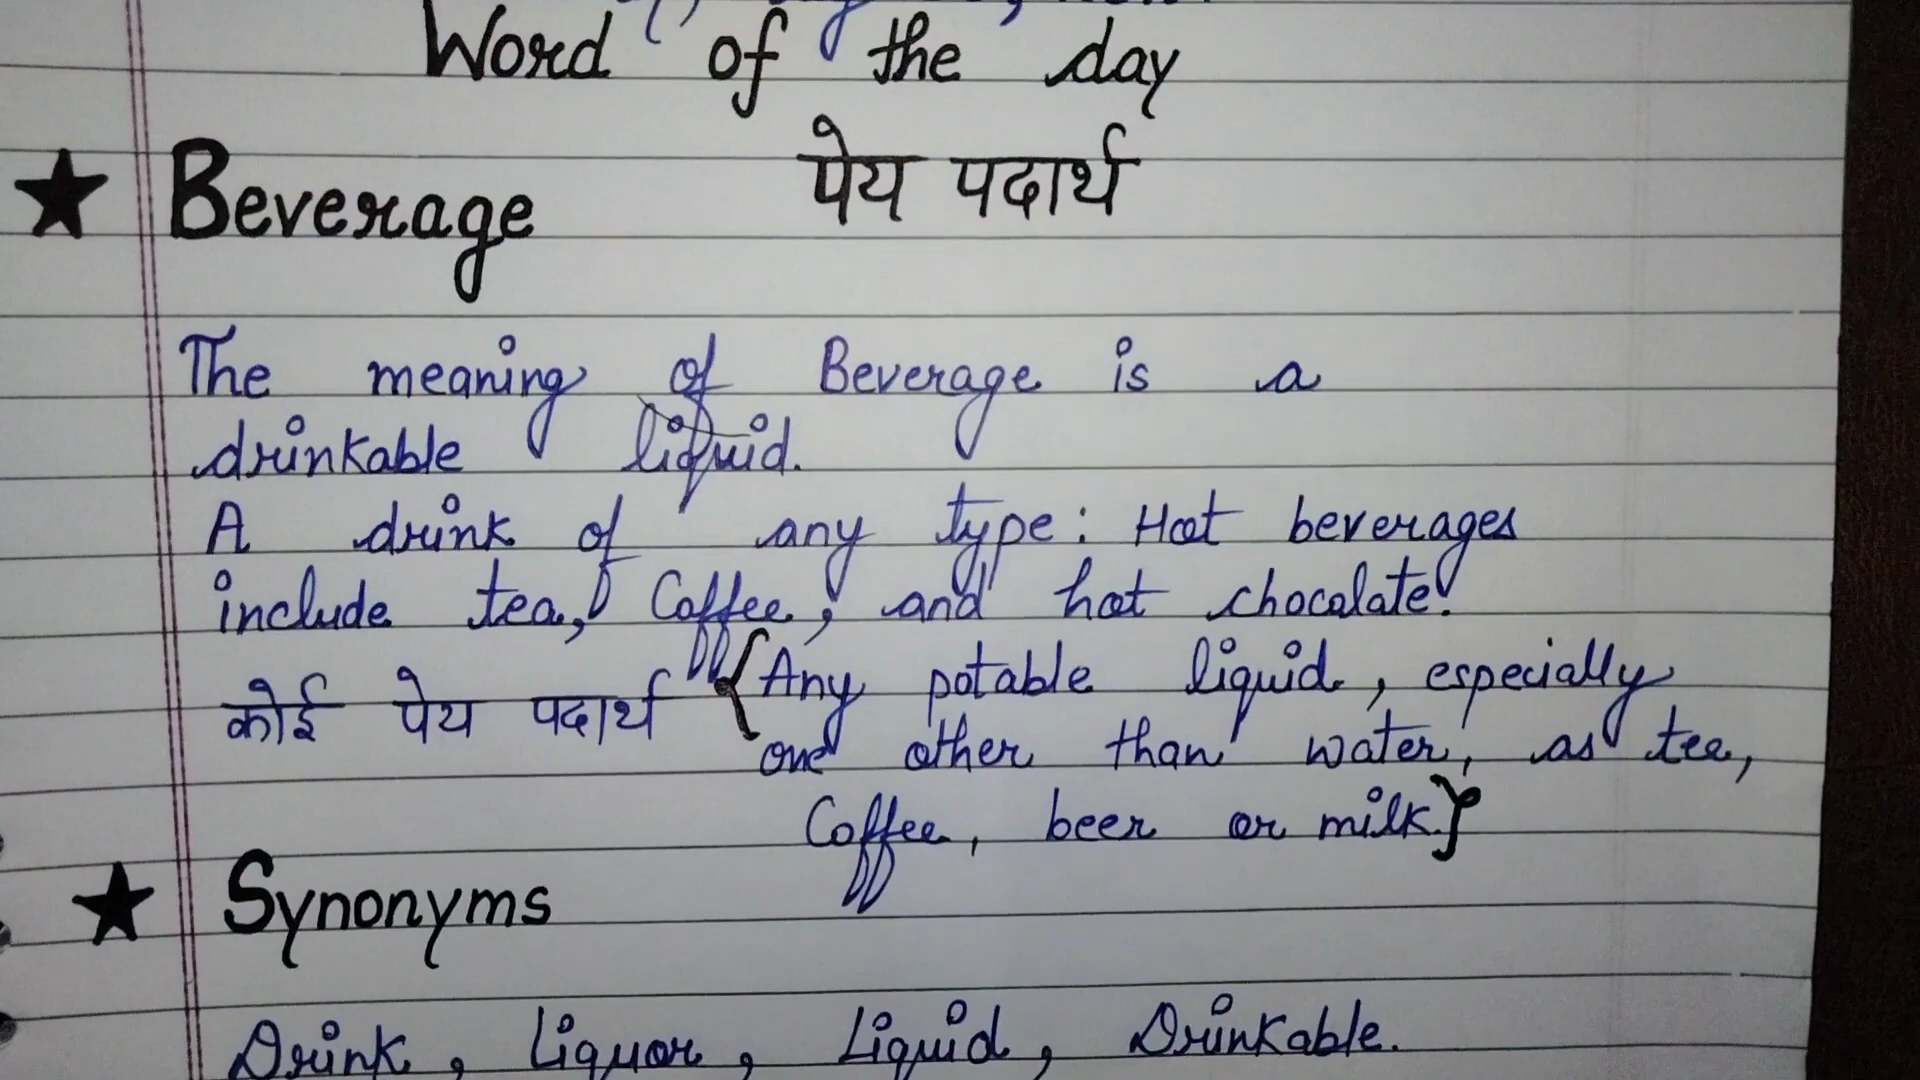 Word of the day
★ Beverage पेय पदार्थ
The meaning of Beverage is a
drinkable liquid.
A drink of any type: Hot beverages
include tea, Coffee, and hot chocolate.
कोई पेय पदार्थ {Any potable liquid, especially
one other than water, as tea,
Coffee, beer or milk.}
★ Synonyms
Drink, Liquor, Liquid, Drinkable.